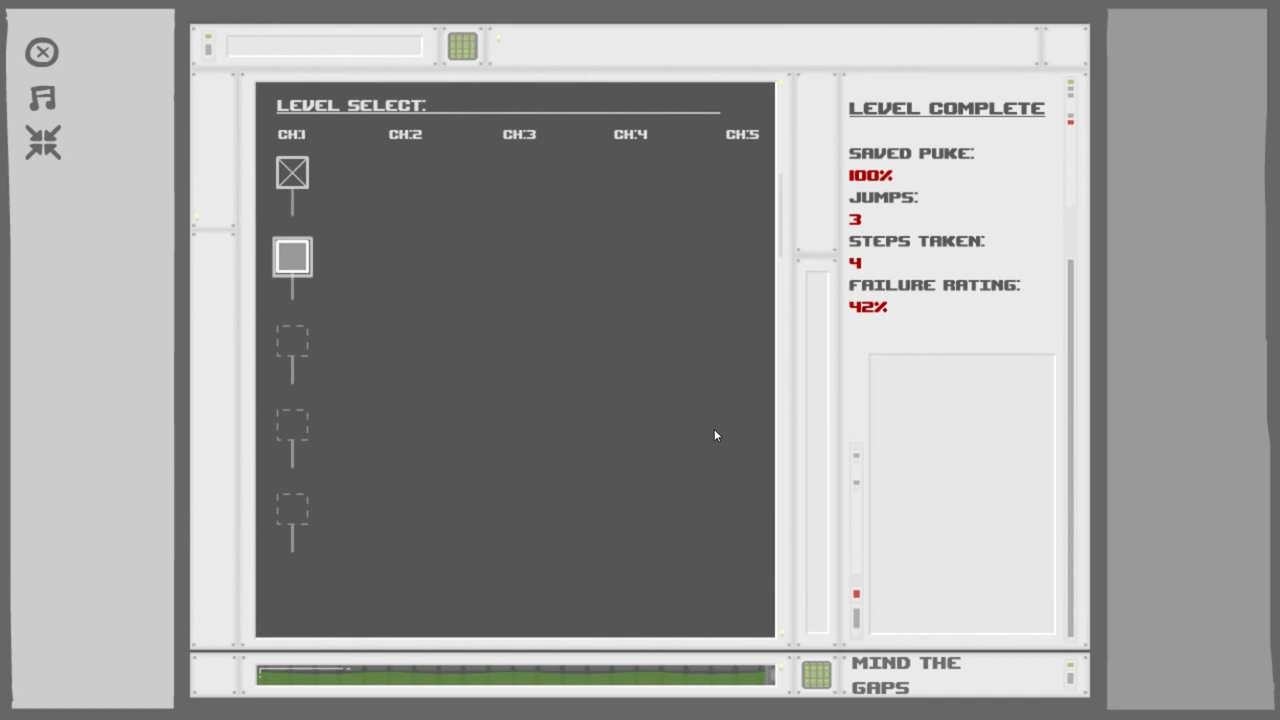 LEVEL SELECT:
CH:1 CH:2 CH:3 CH:4 CH:5
LEVEL COMPLETE
SAVED PUKE:
100%
JUMPS:
3
STEPS TAKEN:
4
FAILURE RATING:
42%
MIND THE
GAPS